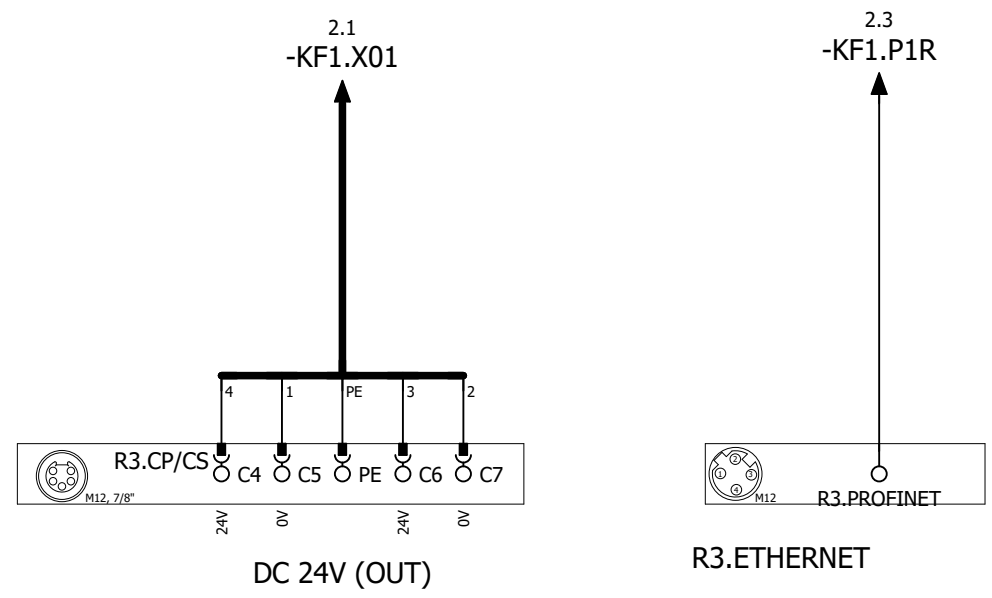 2.1
-KF1.X01
2.3
-KF1.P1R
4 1 PE 3 2
R3.CP/CS C4 C5 PE C6 C7
M12, 7/8"
24V 0V 24V 0V
DC 24V (OUT)
1 2 3 4
M12
R3.PROFINET
R3.ETHERNET